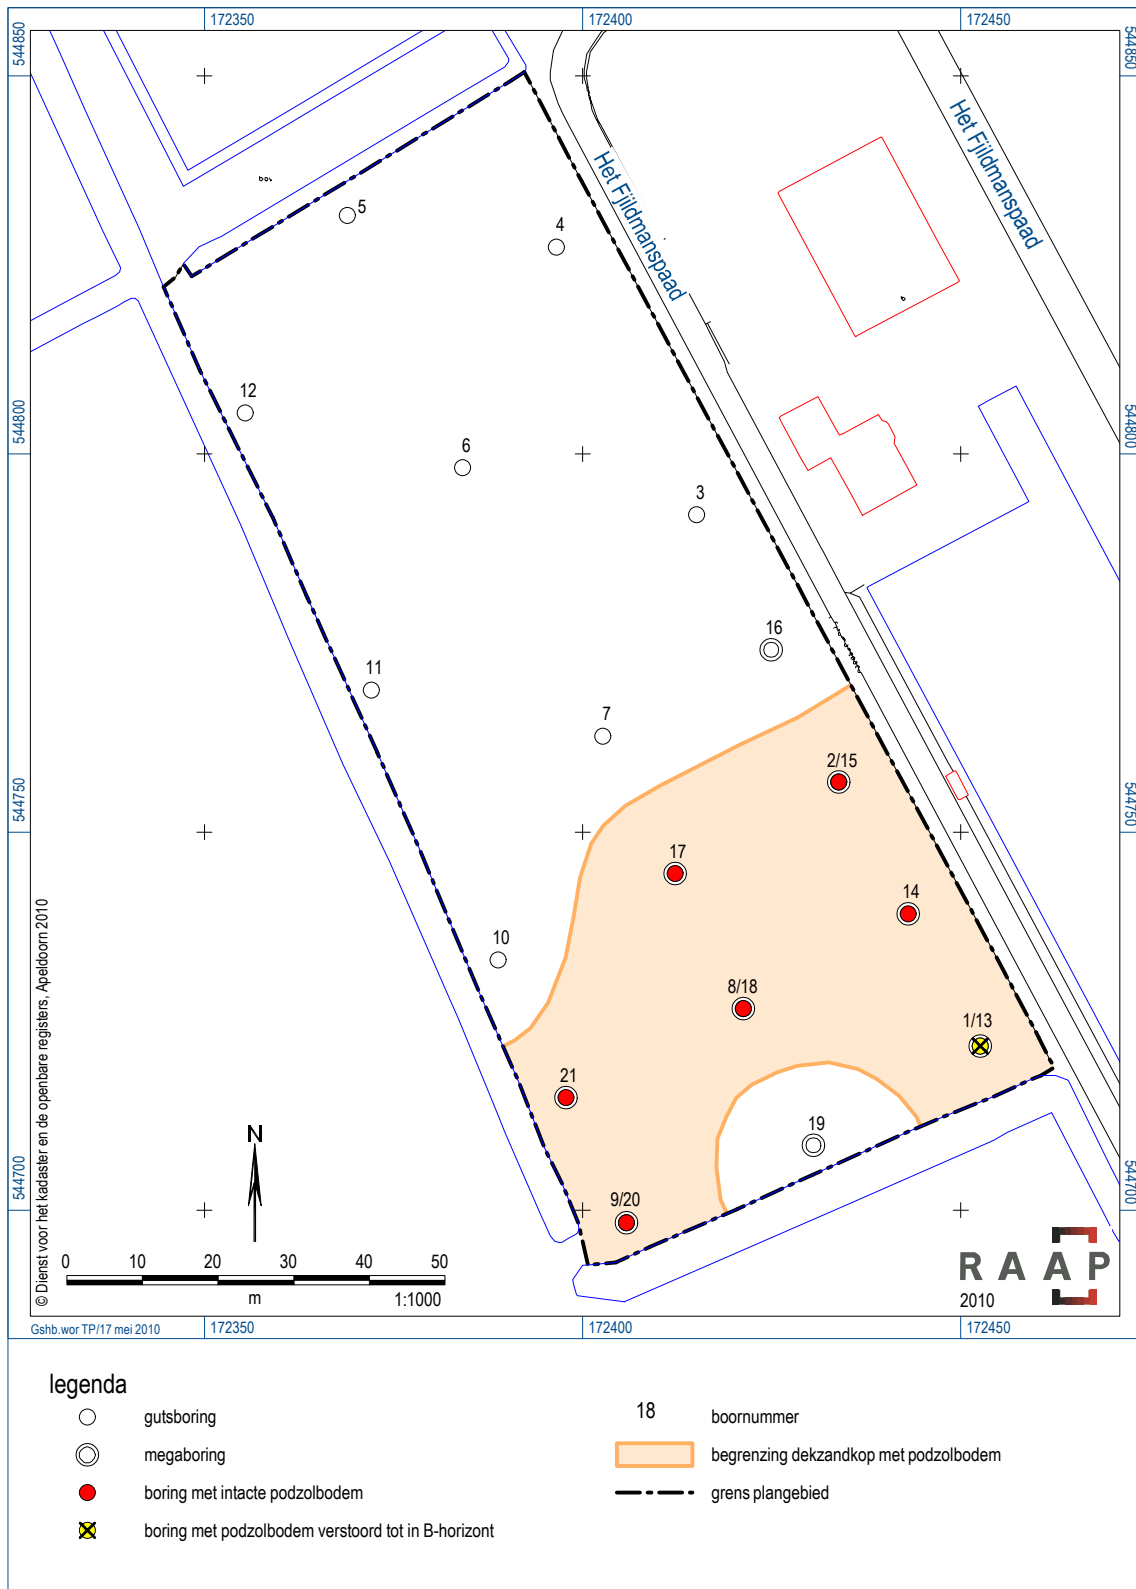 172350
172400
172450
544850
544850
Het Fjildmanspaad
Het Fjildmanspaad
5
4
12
544800
6
3
544800
16
11
7
2/15
544750
544750
17
14
10
8/18
1/13
21
19
9/20
544700
544700
N
© Dienst voor het kadaster en de openbare registers, Apeldoorn 2010
0 10 20 30 40 50
m 1:1000
RAAP
2010
Gshb.wor TP/17 mei 2010
172350
172400
172450
legenda
gutsboring
megaboring
boring met intacte podzolbodem
boring met podzolbodem verstoord tot in B-horizont
18 boornummer
begrenzing dekzandkop met podzolbodem
grens plangebied